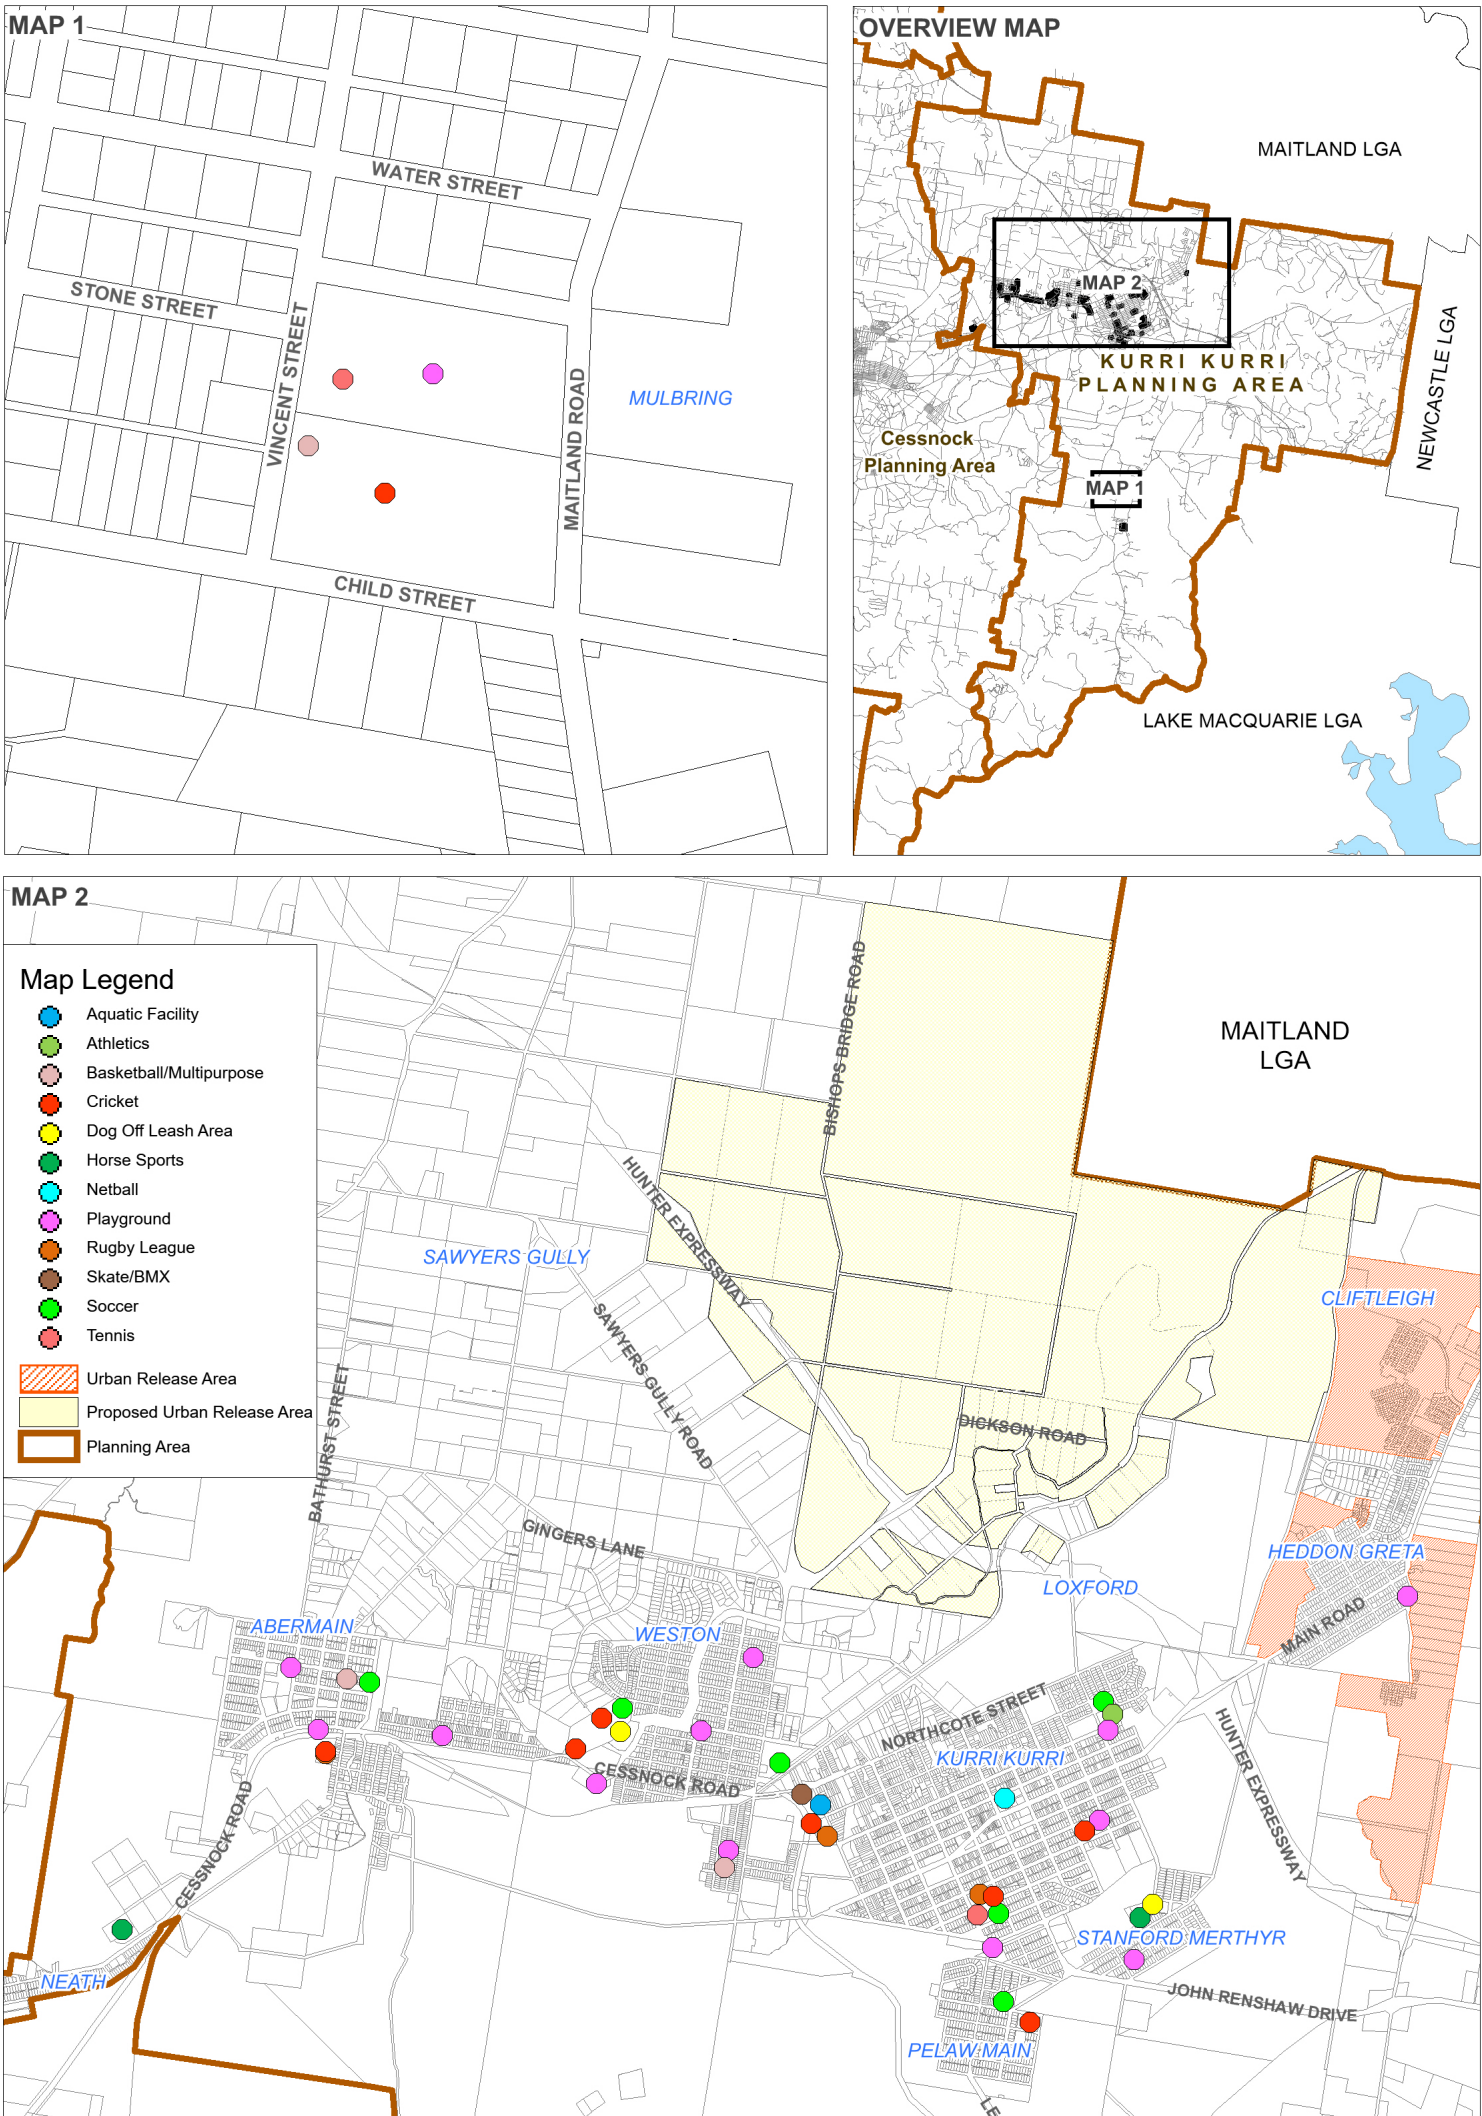 MAP 1
WATER STREET
STONE STREET
VINCENT STREET
MAITLAND ROAD
MULBRING
CHILD STREET
OVERVIEW MAP
MAITLAND LGA
MAP 2
KURRI KURRI
PLANNING AREA
NEWCASTLE LGA
Cessnock
Planning Area
MAP 1
LAKE MACQUARIE LGA
MAP 2
Map Legend
Aquatic Facility
Athletics
Basketball/Multipurpose
Cricket
Dog Off Leash Area
Horse Sports
Netball
Playground
Rugby League
Skate/BMX
Soccer
Tennis
Urban Release Area
Proposed Urban Release Area
Planning Area
BISHOPS BRIDGE ROAD
MAITLAND
LGA
HUNTER EXPRESSWAY
SAWYERS GULLY
SAWYERS GULLY ROAD
CLIFTLEIGH
BATHURST STREET
DICKSON ROAD
GINGERS LANE
HEDDON GRETA
LOXFORD
MAIN ROAD
ABERMAIN
WESTON
NORTHCOTE STREET
KURRI KURRI
HUNTER EXPRESSWAY
CESSNOCK ROAD
CESSNOCK ROAD
STANFORD MERTHYR
NEATH
JOHN RENSHAW DRIVE
PELAW MAIN
LE